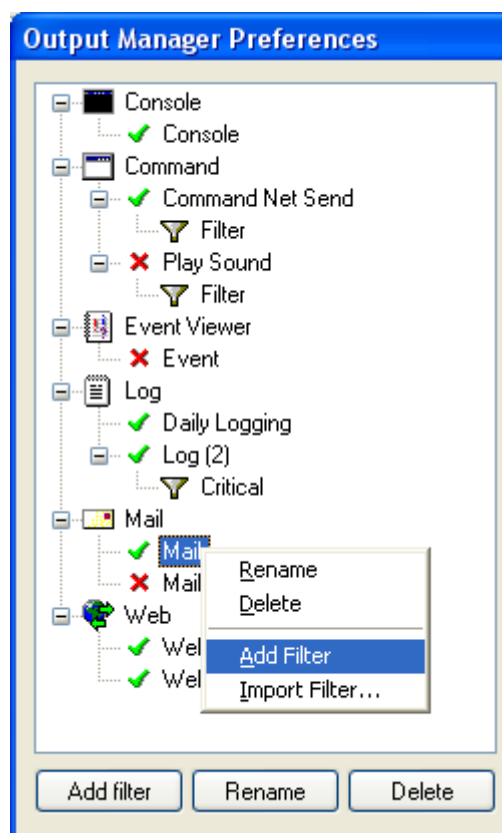 Output Manager Preferences
Console
Console
Command
Command Net Send
Filter
Play Sound
Filter
Event Viewer
Event
Log
Daily Logging
Log (2)
Critical
Mail
Mail
Mail
Web
Rename
Delete
Add Filter
Import Filter...
Add filter Rename Delete